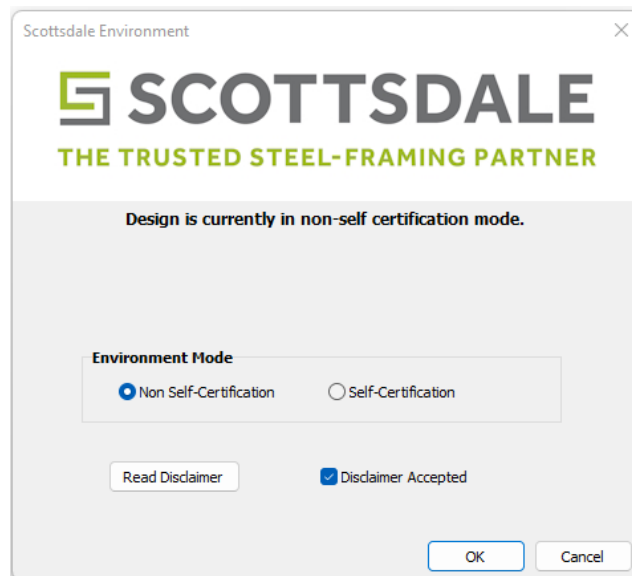 Scottsdale Environment
SCOTTSDALE
THE TRUSTED STEEL-FRAMING PARTNER
Design is currently in non-self certification mode.
Environment Mode
Non Self-Certification Self-Certification
Read Disclaimer Disclaimer Accepted
OK Cancel